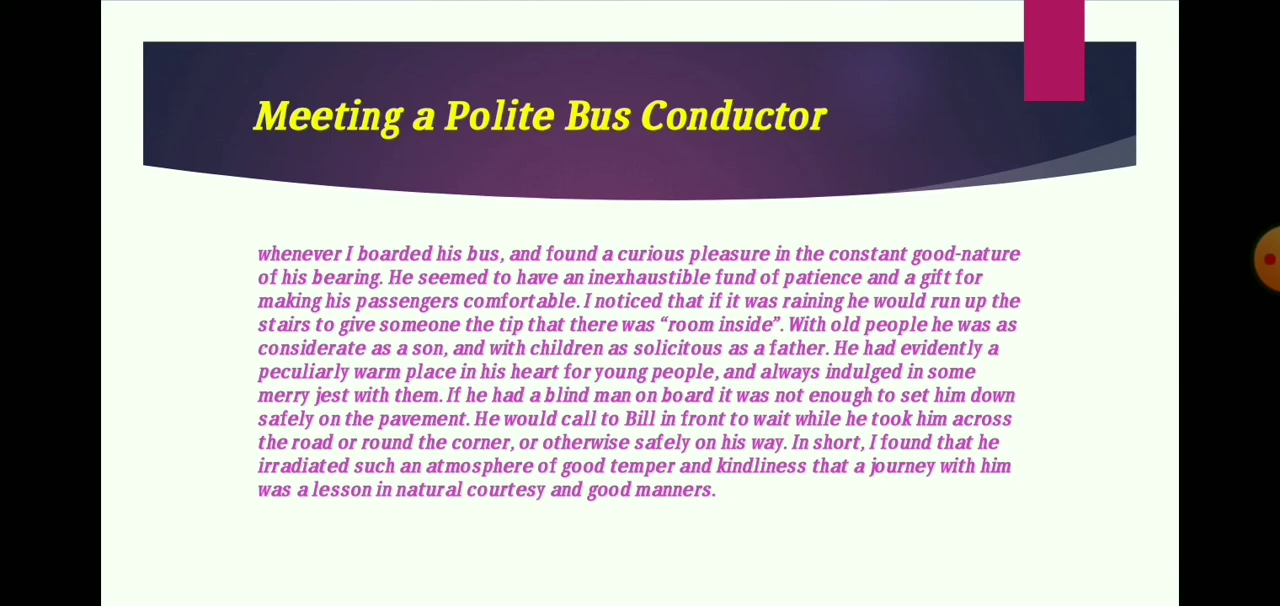 Meeting a Polite Bus Conductor
whenever I boarded his bus, and found a curious pleasure in the constant good-nature
of his bearing. He seemed to have an inexhaustible fund of patience and a gift for
making his passengers comfortable. I noticed that if it was raining he would run up the
stairs to give someone the tip that there was “room inside”. With old people he was as
considerate as a son, and with children as solicitous as a father. He had evidently a
peculiarly warm place in his heart for young people, and always indulged in some
merry jest with them. If he had a blind man on board it was not enough to set him down
safely on the pavement. He would call to Bill in front to wait while he took him across
the road or round the corner, or otherwise safely on his way. In short, I found that he
irradiated such an atmosphere of good temper and kindliness that a journey with him
was a lesson in natural courtesy and good manners.